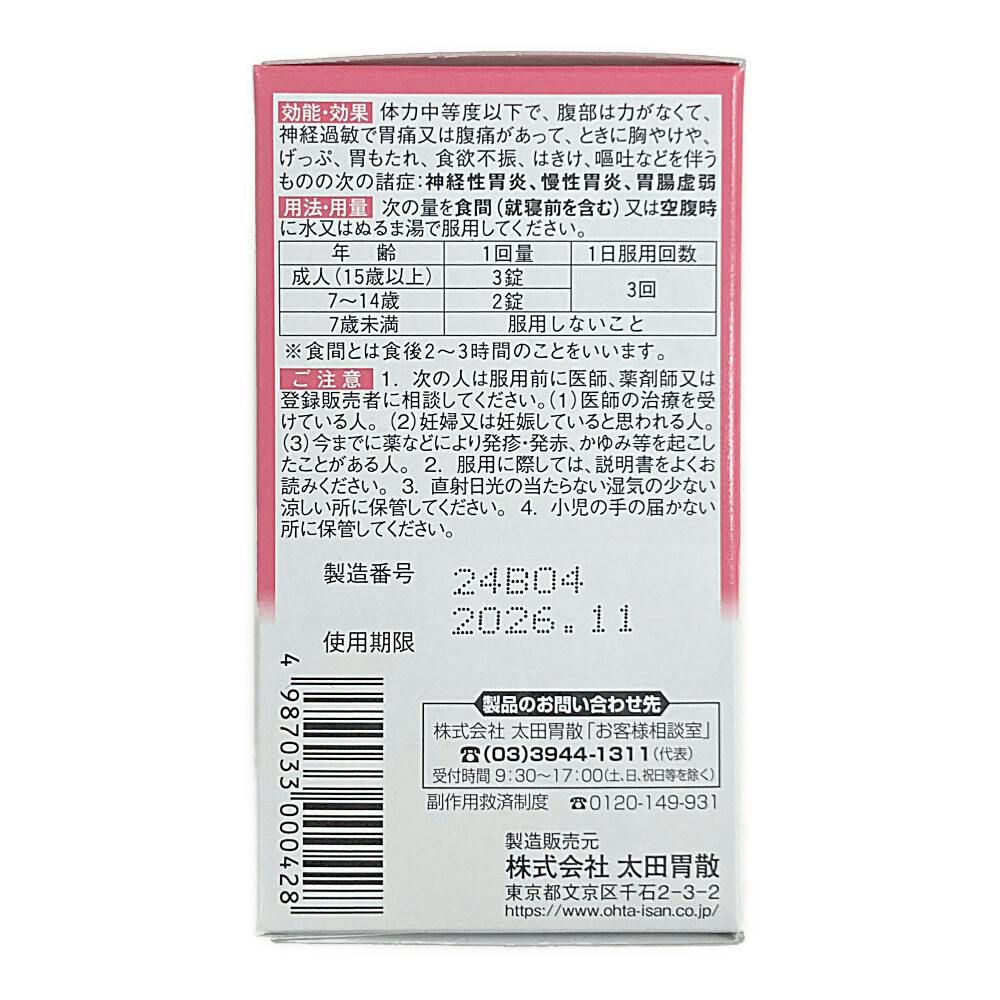 効能・効果 体力中等度以下で、腹部は力がなくて、
神経過敏で胃痛又は腹痛があって、ときに胸やけや、
げっぷ、胃もたれ、食欲不振、はきけ、嘔吐などを伴う
ものの次の諸症:神経性胃炎、慢性胃炎、胃腸虚弱
用法・用量 次の量を食間(就寝前を含む)又は空腹時
に水又はぬるま湯で服用してください。
年 齢 1回量 1日服用回数
成人(15歳以上) 3錠 3回
7〜14歳 2錠
7歳未満 服用しないこと
※食間とは食後2〜3時間のことをいいます。
ご注意 1. 次の人は服用前に医師、薬剤師又は
登録販売者に相談してください。(1)医師の治療を受
けている人。(2)妊婦又は妊娠していると思われる人。
(3)今までに薬などにより発疹・発赤、かゆみ等を起こし
たことがある人。 2. 服用に際しては、説明書をよくお
読みください。 3. 直射日光の当たらない湿気の少ない
涼しい所に保管してください。 4. 小児の手の届かない
所に保管してください。
製造番号 24B04
使用期限 2026.11
4 987033 000428
製品のお問い合わせ先
株式会社 太田胃散「お客様相談室」
☎(03)3944-1311(代表)
受付時間 9:30〜17:00(土、日、祝日等を除く)
副作用救済制度 ☎0120-149-931
製造販売元
株式会社 太田胃散
東京都文京区千石2-3-2
https://www.ohta-isan.co.jp/